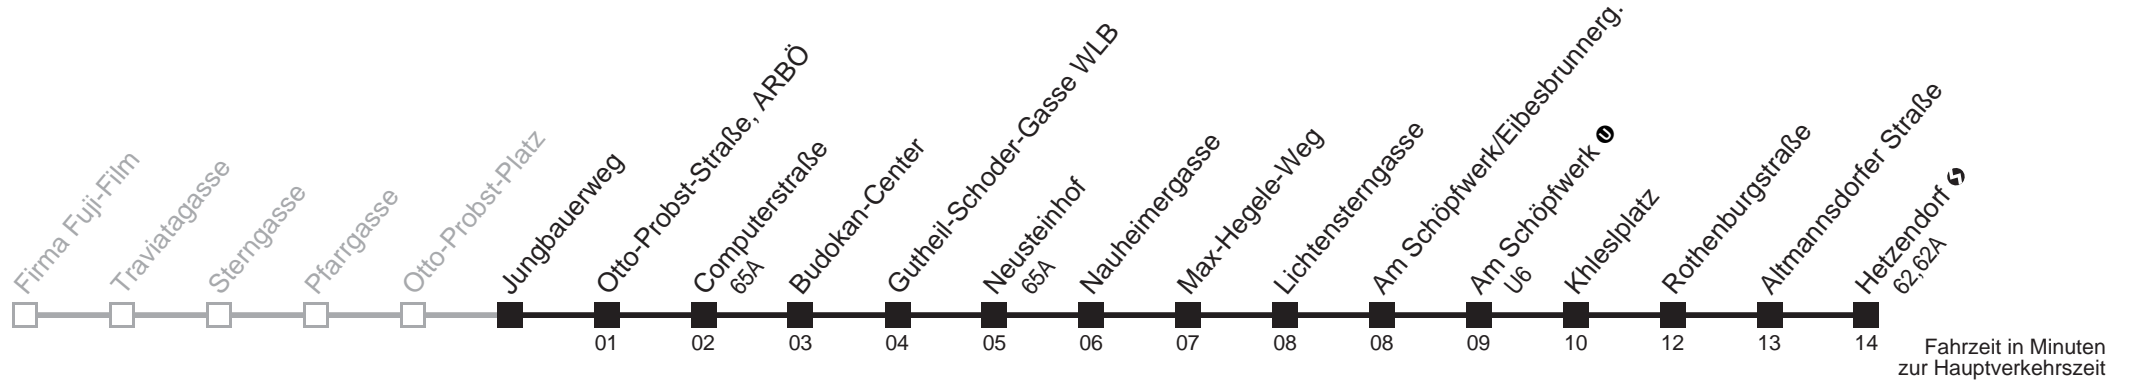 Firma Fuji-Film
Traviatagasse
Sterngasse
Pfarrgasse
Otto-Probst-Platz
Jungbauerweg
Otto-Probst-Straße, ARBÖ
Computerstraße
65A
Budokan-Center
Gutheil-Schoder-Gasse WLB
Neusteinhof
65A
Nauheimergasse
Max-Hegele-Weg
Lichtensterngasse
Am Schöpfwerk/Eibesbrunnerg.
Am Schöpfwerk U
U6
Khleslplatz
Rothenburgstraße
Altmannsdorfer Straße
Hetzendorf
62,62A
01 02 03 04 05 06 07 08 08 09 10 12 13 14
Fahrzeit in Minuten
zur Hauptverkehrszeit